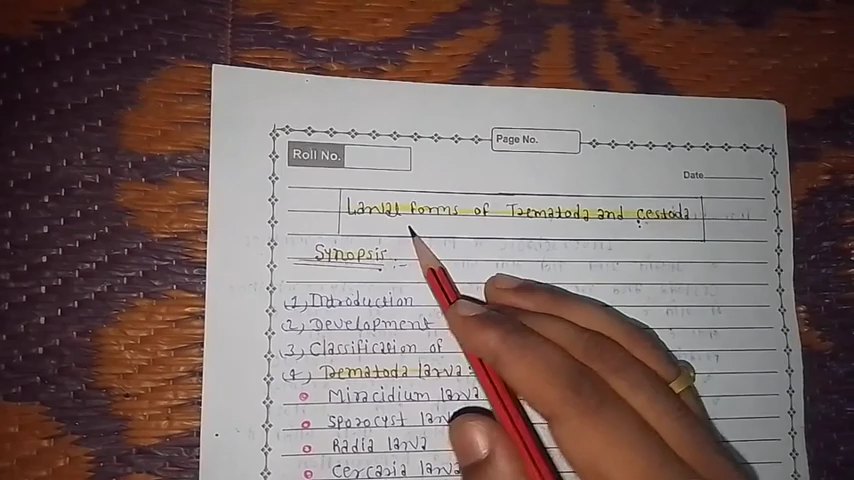 Page No.
Roll No.
Date
Larval forms of Trematoda and cestoda
Synopsis :-
(1) Introduction
(2) Development
(3) Classification of
(4) Trematoda larva :
Miracidium larva
Sporocyst larva
Radia larva
Cercaria larva